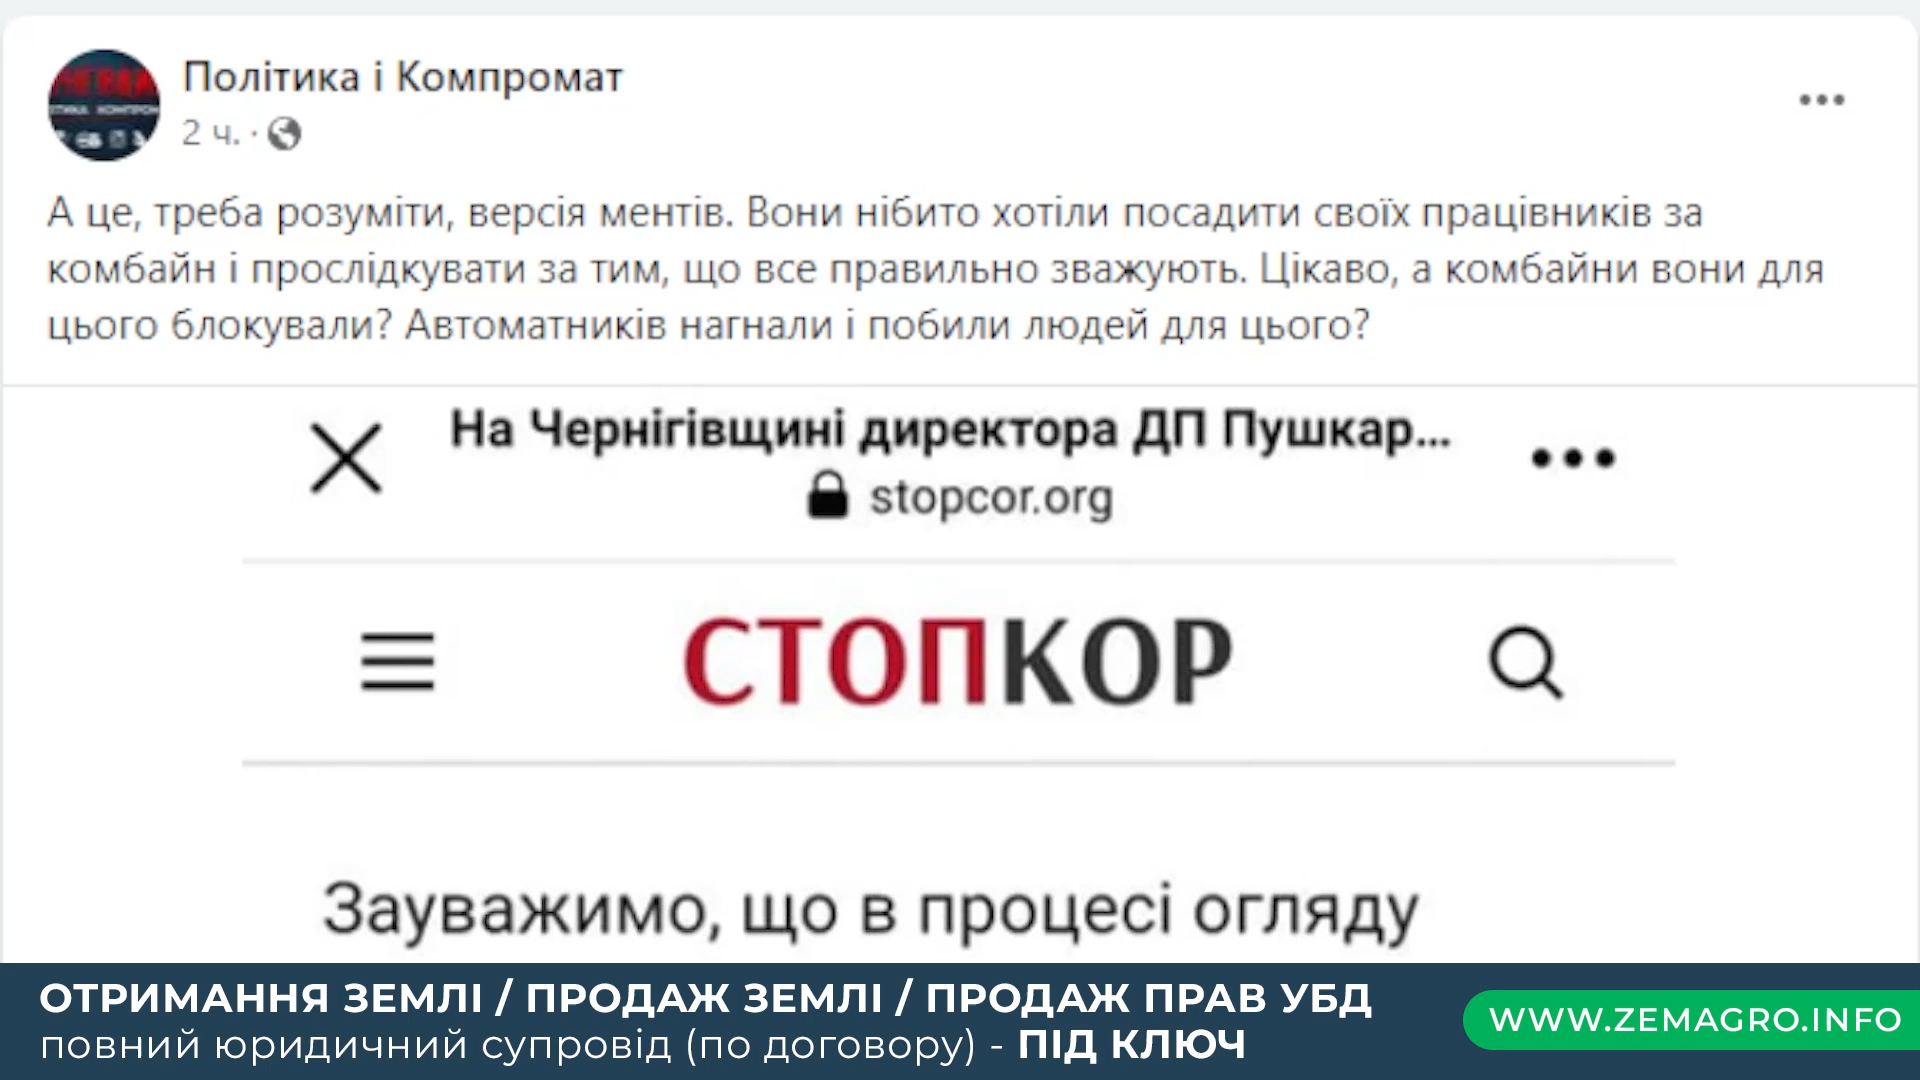 Політика і Компромат
2 ч. ·
А це, треба розуміти, версія ментів. Вони нібито хотіли посадити своїх працівників за
комбайн і прослідкувати за тим, що все правильно зважують. Цікаво, а комбайни вони для
цього блокували? Автоматників нагнали і побили людей для цього?
На Чернігівщині директора ДП Пушкар...
stopcor.org
СТОПКОР
Зауважимо, що в процесі огляду
ОТРИМАННЯ ЗЕМЛІ / ПРОДАЖ ЗЕМЛІ / ПРОДАЖ ПРАВ УБД
повний юридичний супровід (по договору) - ПІД КЛЮЧ
WWW.ZEMAGRO.INFO